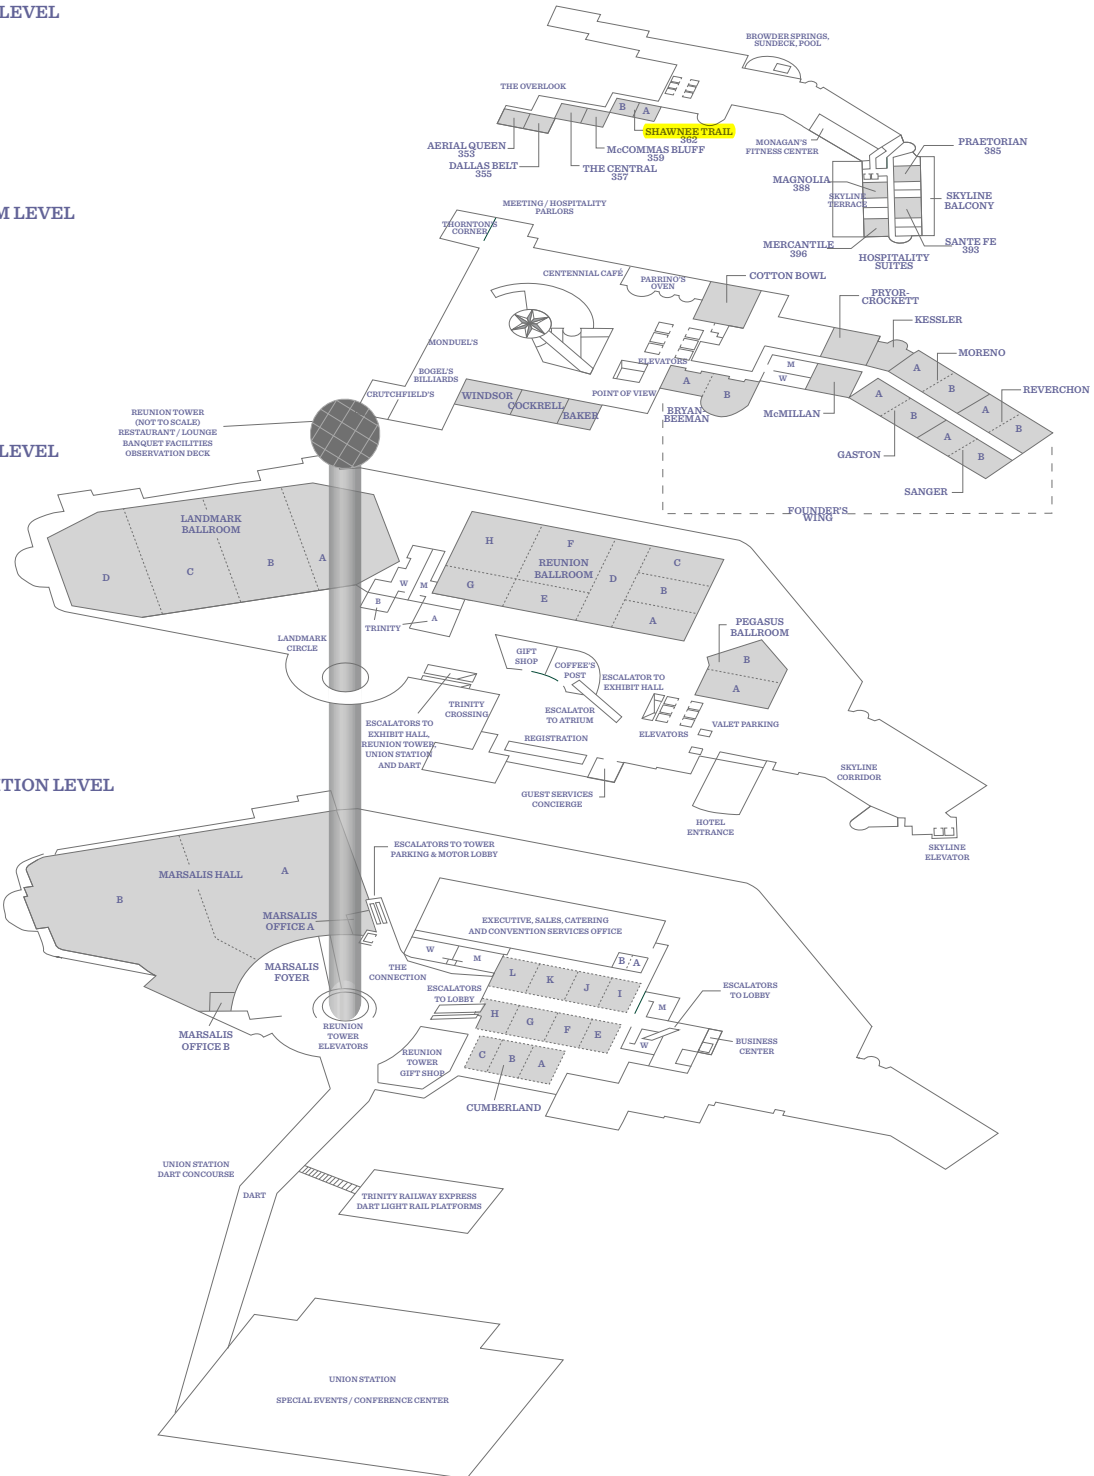 LEVEL
BROWDER SPRINGS,
SUNDECK, POOL
THE OVERLOOK
B
A
SHAWNEE TRAIL
362
AERIAL QUEEN
353
McCOMMAS BLUFF
359
DALLAS BELT
355
THE CENTRAL
357
MONAGAN'S
FITNESS CENTER
PRAETORIAN
385
MAGNOLIA
388
SKYLINE
TERRACE
SKYLINE
BALCONY
MERCANTILE
396
SANTE FE
393
HOSPITALITY
SUITES
M LEVEL
MEETING / HOSPITALITY
PARLORS
THORNTON'S
CORNER
CENTENNIAL CAFÉ
PARRINO'S
OVEN
COTTON BOWL
PRYOR-
CROCKETT
KESSLER
MONDUEL'S
ELEVATORS
MORENO
BOGEL'S
BILLIARDS
POINT OF VIEW
M
W
CRUTCHFIELD'S
WINDSOR
COCKRELL
BAKER
A
B
BRYAN-
BEEMAN
McMILLAN
A
B
A
B
REVERCHON
A
B
A
B
GASTON
SANGER
FOUNDER'S
WING
REUNION TOWER
(NOT TO SCALE)
RESTAURANT / LOUNGE
BANQUET FACILITIES
OBSERVATION DECK
LEVEL
LANDMARK
BALLROOM
D
C
B
A
H
F
REUNION
BALLROOM
C
G
E
D
B
A
W
M
B
A
TRINITY
LANDMARK
CIRCLE
GIFT
SHOP
COFFEE'S
POST
ESCALATOR TO
EXHIBIT HALL
PEGASUS
BALLROOM
B
A
TRINITY
CROSSING
ESCALATOR
TO ATRIUM
ELEVATORS
VALET PARKING
ESCALATORS TO
EXHIBIT HALL,
REUNION TOWER,
UNION STATION
AND DART
REGISTRATION
GUEST SERVICES
CONCIERGE
HOTEL
ENTRANCE
SKYLINE
CORRIDOR
SKYLINE
ELEVATOR
TION LEVEL
ESCALATORS TO TOWER
PARKING & MOTOR LOBBY
MARSALIS HALL
A
B
MARSALIS
OFFICE A
EXECUTIVE, SALES, CATERING
AND CONVENTION SERVICES OFFICE
W
M
B
A
MARSALIS
FOYER
THE
CONNECTION
L
K
J
I
ESCALATORS
TO LOBBY
ESCALATORS
TO LOBBY
H
G
F
E
M
W
MARSALIS
OFFICE B
REUNION
TOWER
ELEVATORS
BUSINESS
CENTER
REUNION
TOWER
GIFT SHOP
C
B
A
CUMBERLAND
UNION STATION
DART CONCOURSE
DART
TRINITY RAILWAY EXPRESS
DART LIGHT RAIL PLATFORMS
UNION STATION
SPECIAL EVENTS / CONFERENCE CENTER